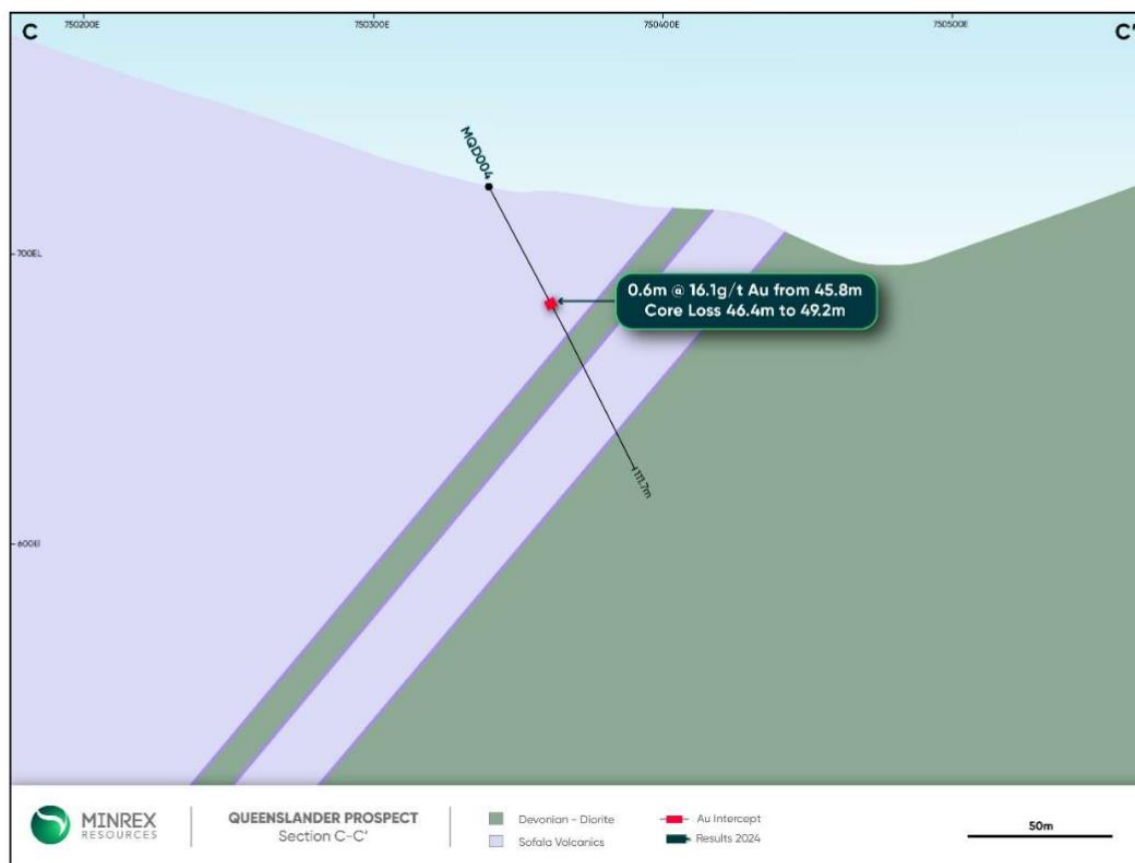 C
750200E
750300E
750400E
750500E
C'
MQD004
700EL
0.6m @ 16.1g/t Au from 45.8m
Core Loss 46.4m to 49.2m
111.7m
600El
MINREX
RESOURCES
QUEENSLANDER PROSPECT
Section C-C'
Devonian - Diorite
Sofala Volcanics
Au Intercept
Results 2024
50m